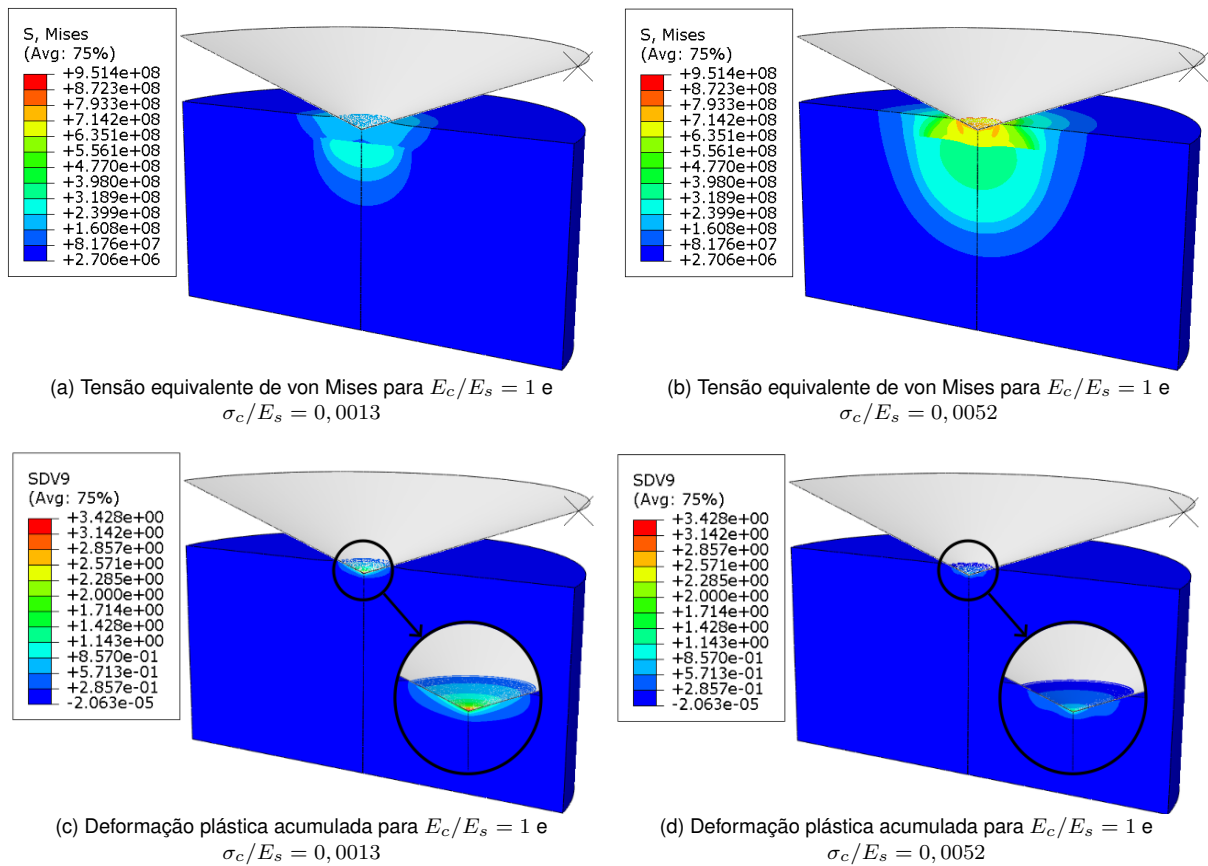 S, Mises
(Avg: 75%)
+9.514e+08
+8.723e+08
+7.933e+08
+7.142e+08
+6.351e+08
+5.561e+08
+4.770e+08
+3.980e+08
+3.189e+08
+2.399e+08
+1.608e+08
+8.176e+07
+2.706e+06
S, Mises
(Avg: 75%)
+9.514e+08
+8.723e+08
+7.933e+08
+7.142e+08
+6.351e+08
+5.561e+08
+4.770e+08
+3.980e+08
+3.189e+08
+2.399e+08
+1.608e+08
+8.176e+07
+2.706e+06
(a) Tensão equivalente de von Mises para $E_c/E_s = 1$ e
$\sigma_c/E_s = 0,0013$
(b) Tensão equivalente de von Mises para $E_c/E_s = 1$ e
$\sigma_c/E_s = 0,0052$
SDV9
(Avg: 75%)
+3.428e+00
+3.142e+00
+2.857e+00
+2.571e+00
+2.285e+00
+2.000e+00
+1.714e+00
+1.428e+00
+1.143e+00
+8.570e-01
+5.713e-01
+2.857e-01
-2.063e-05
SDV9
(Avg: 75%)
+3.428e+00
+3.142e+00
+2.857e+00
+2.571e+00
+2.285e+00
+2.000e+00
+1.714e+00
+1.428e+00
+1.143e+00
+8.570e-01
+5.713e-01
+2.857e-01
-2.063e-05
(c) Deformação plástica acumulada para $E_c/E_s = 1$ e
$\sigma_c/E_s = 0,0013$
(d) Deformação plástica acumulada para $E_c/E_s = 1$ e
$\sigma_c/E_s = 0,0052$